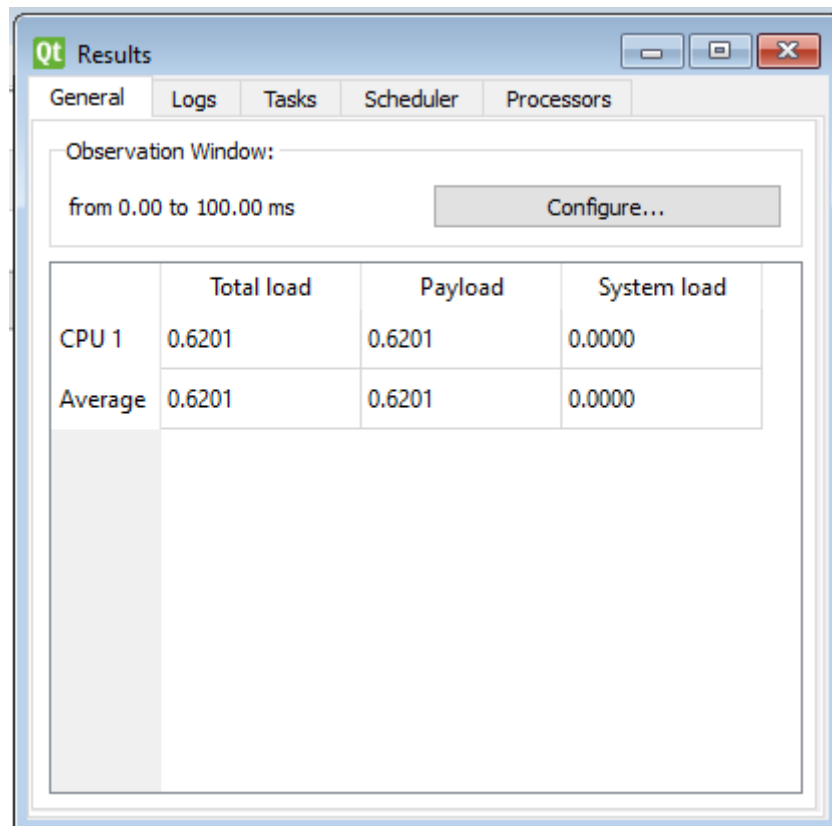 Qt Results
General Logs Tasks Scheduler Processors
Observation Window:
from 0.00 to 100.00 ms Configure...
Total load Payload System load
CPU 1 0.6201 0.6201 0.0000
Average 0.6201 0.6201 0.0000